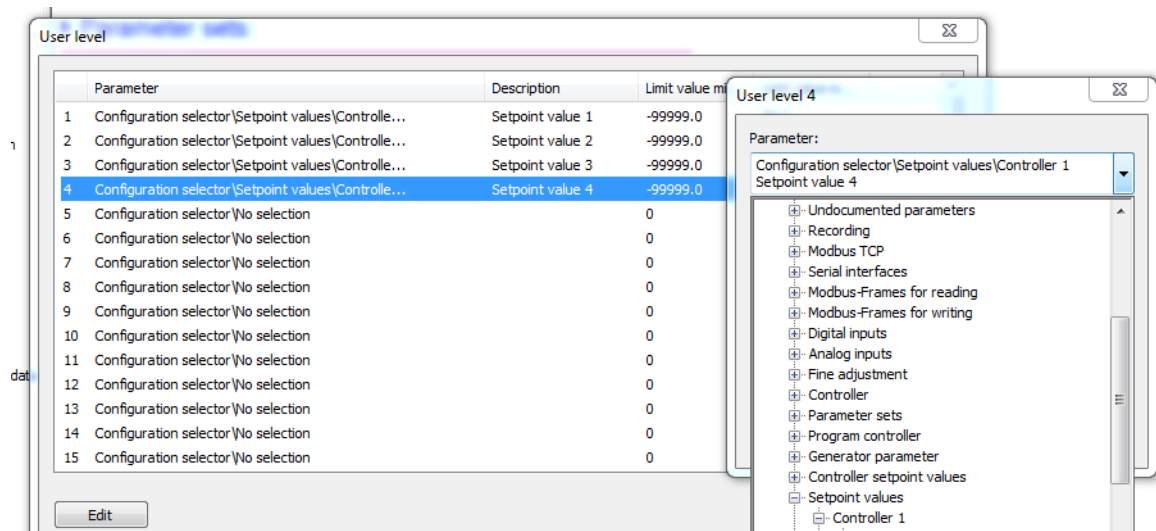 Parameter sets
User level
Parameter Description Limit value mi
1 Configuration selector\Setpoint values\Controlle... Setpoint value 1 -99999.0
2 Configuration selector\Setpoint values\Controlle... Setpoint value 2 -99999.0
3 Configuration selector\Setpoint values\Controlle... Setpoint value 3 -99999.0
4 Configuration selector\Setpoint values\Controlle... Setpoint value 4 -99999.0
5 Configuration selector\No selection 0
6 Configuration selector\No selection 0
7 Configuration selector\No selection 0
8 Configuration selector\No selection 0
9 Configuration selector\No selection 0
10 Configuration selector\No selection 0
11 Configuration selector\No selection 0
12 Configuration selector\No selection 0
13 Configuration selector\No selection 0
14 Configuration selector\No selection 0
15 Configuration selector\No selection 0
Edit
dat
User level 4
Parameter:
Configuration selector\Setpoint values\Controller 1
Setpoint value 4
Undocumented parameters
Recording
Modbus TCP
Serial interfaces
Modbus-Frames for reading
Modbus-Frames for writing
Digital inputs
Analog inputs
Fine adjustment
Controller
Parameter sets
Program controller
Generator parameter
Controller setpoint values
Setpoint values
Controller 1